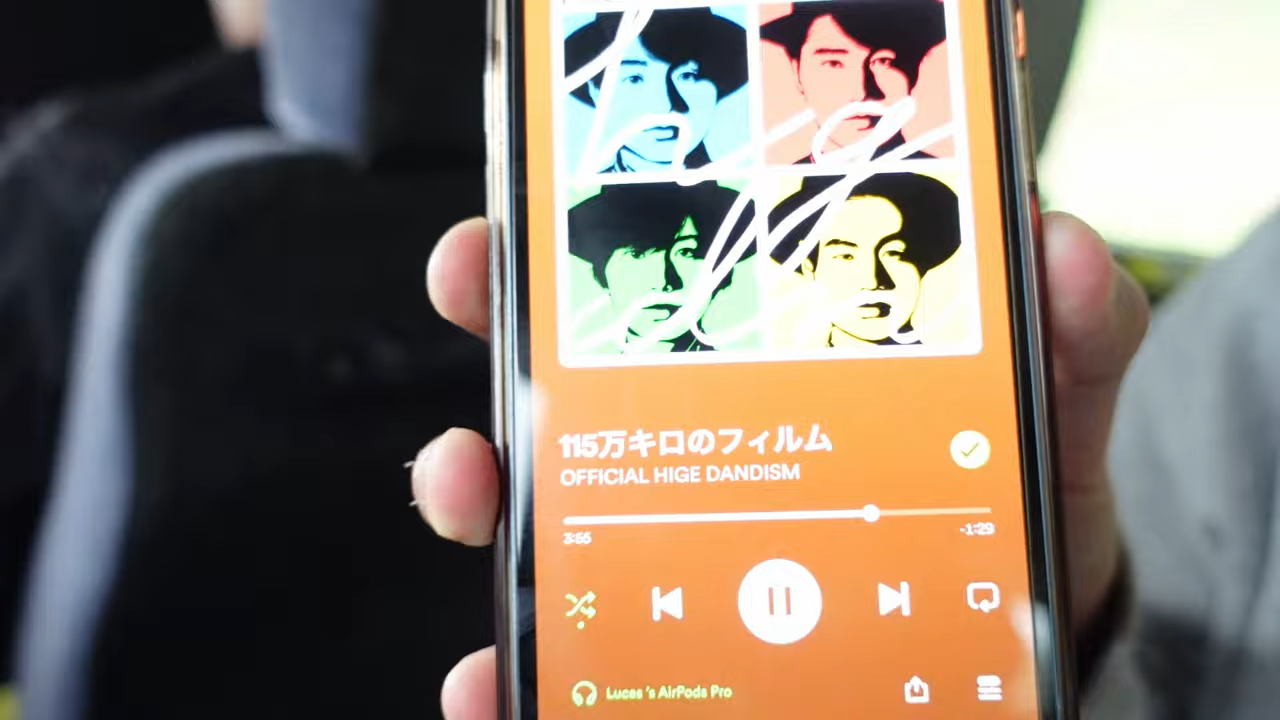 115万キロのフィルム
OFFICIAL HIGE DANDISM
3:55
-1:29
Lucas 's AirPods Pro